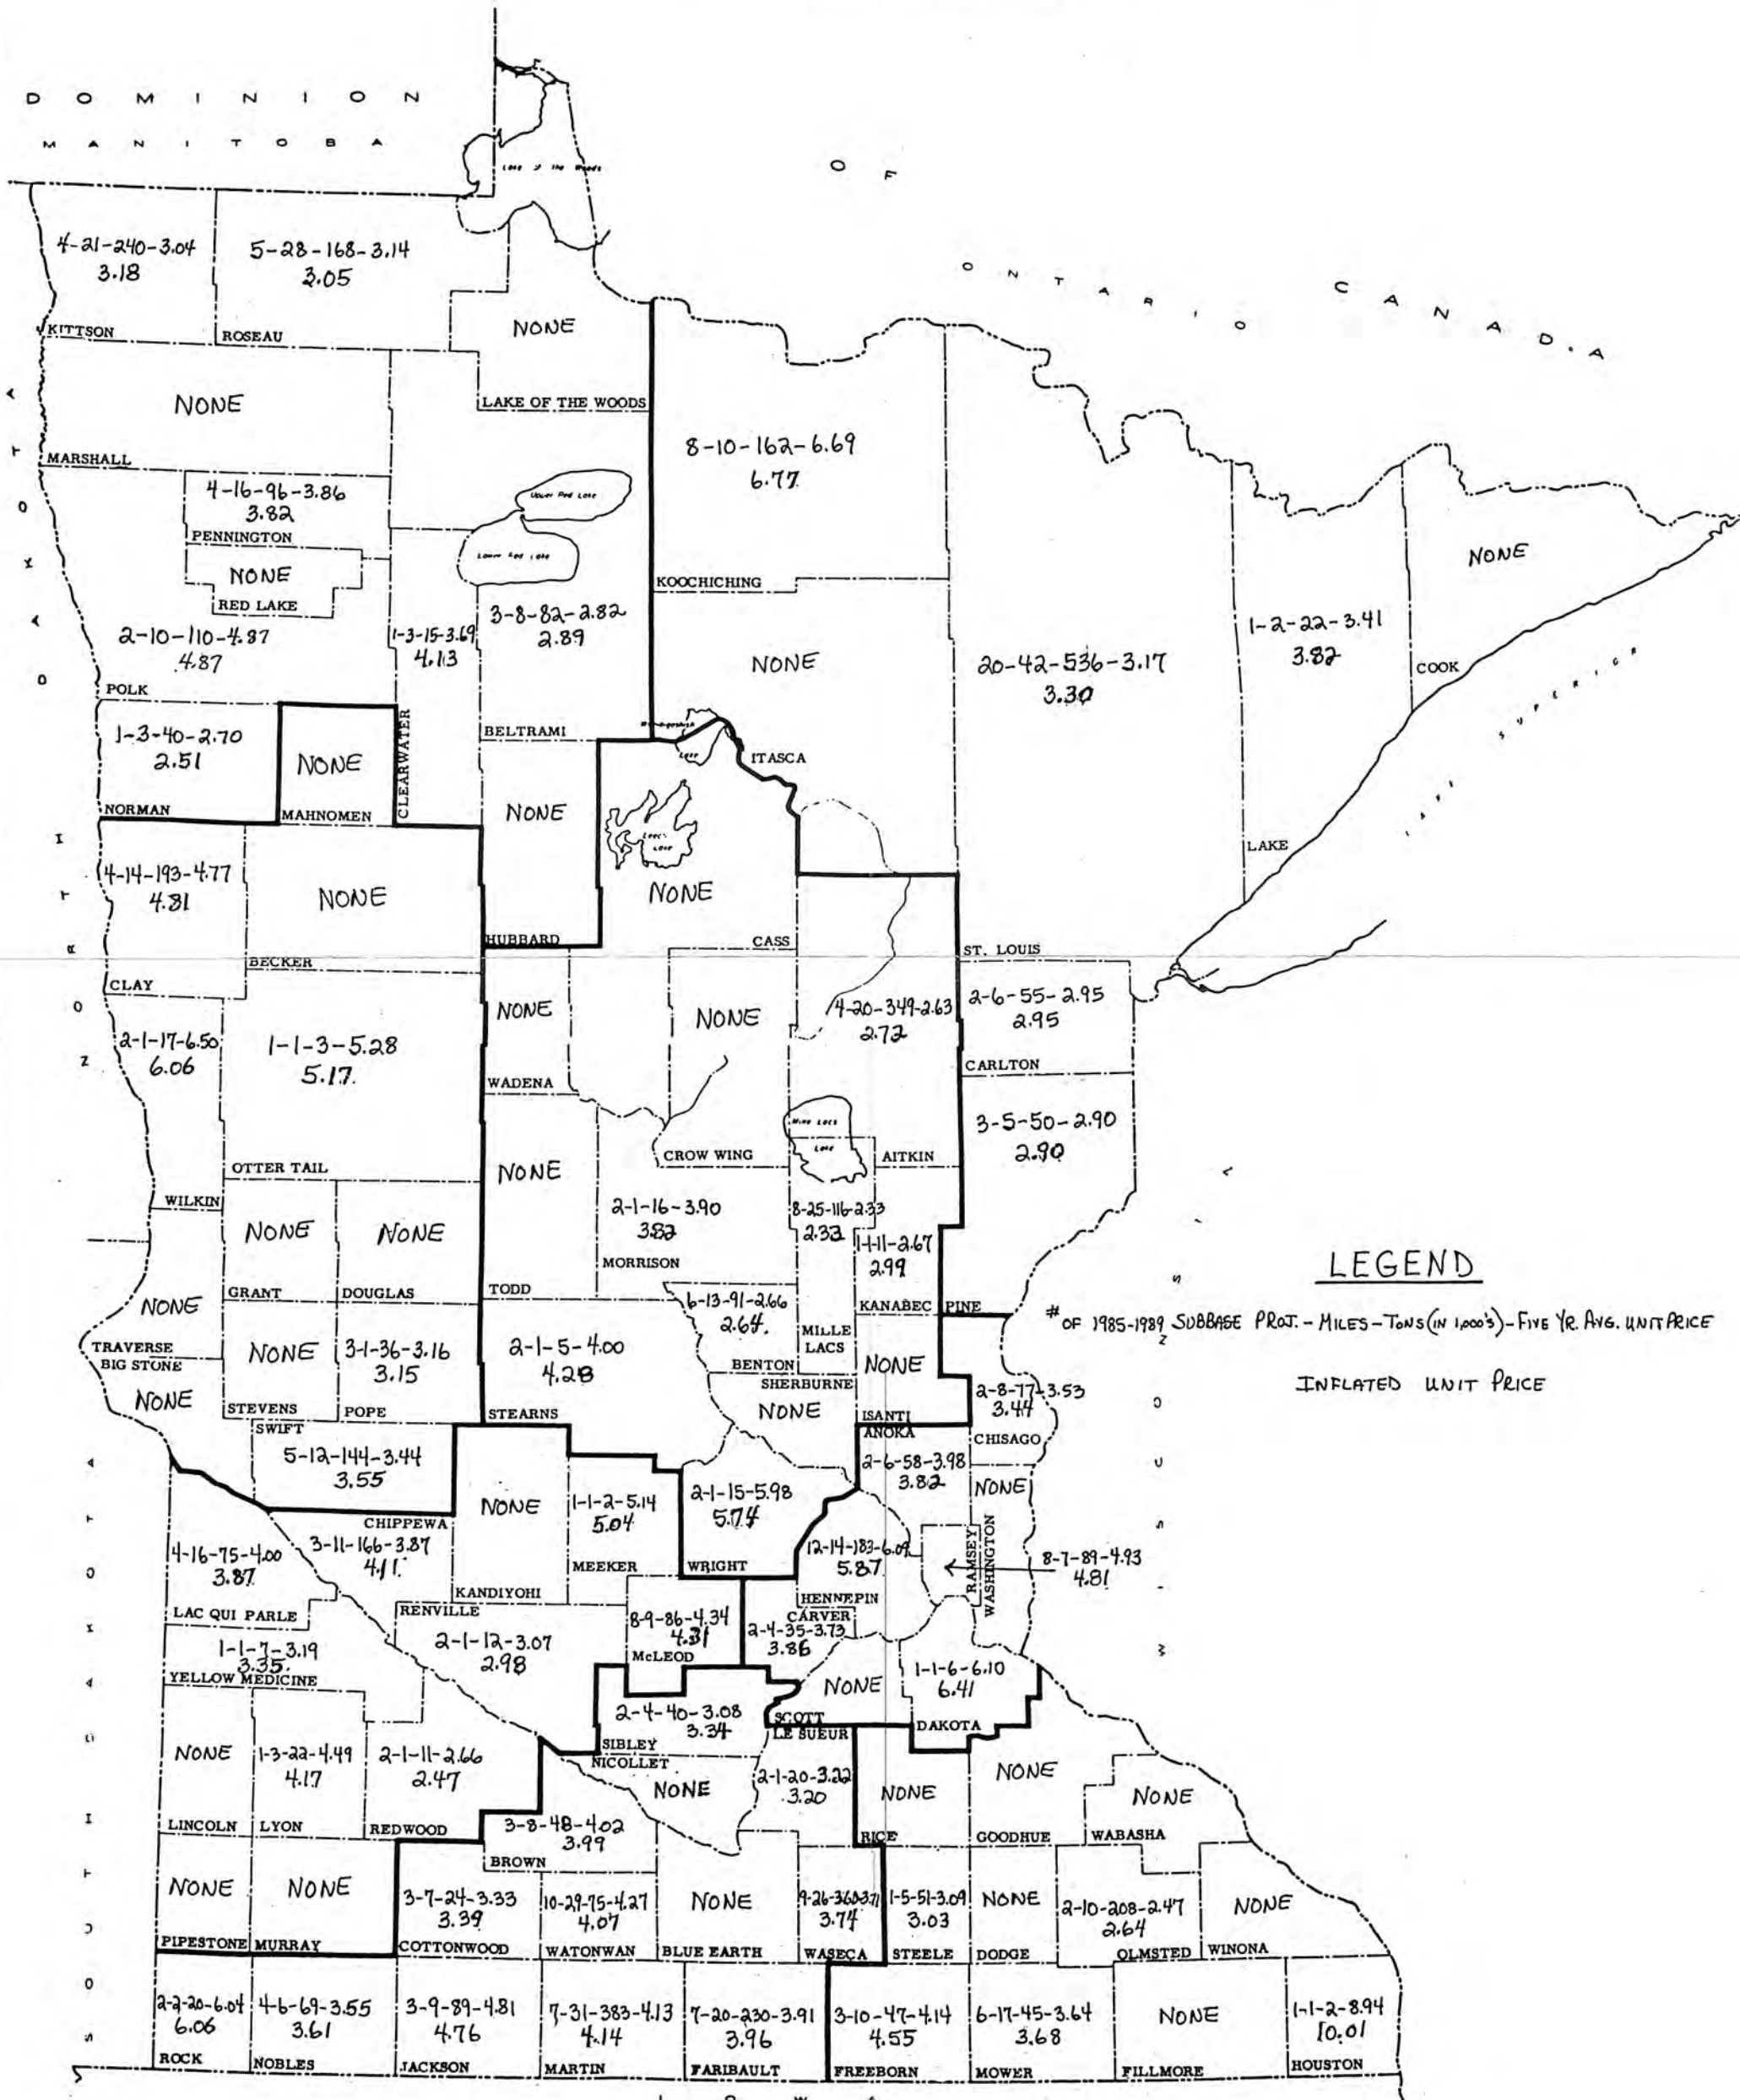 DOMINION
MANITOBA
OF
ONTARIO CANADA
Lake of the Woods
4-21-240-3.04
3.18
KITTSON
5-28-168-3.14
3.05
ROSEAU
NONE
LAKE OF THE WOODS
NONE
MARSHALL
8-10-162-6.69
6.77
KOOCHICHING
4-16-96-3.86
3.82
PENNINGTON
Upper Red Lake
Lower Red Lake
NONE
RED LAKE
2-10-110-4.87
4.87
POLK
1-3-15-3.69
4.13
CLEARWATER
3-8-82-2.82
2.89
BELTRAMI
NONE
ITASCA
20-42-536-3.17
3.30
ST. LOUIS
1-2-22-3.41
3.82
LAKE
NONE
COOK
LAKE SUPERIOR
1-3-40-2.70
2.51
NORMAN
NONE
MAHNOMEN
NONE
HUBBARD
Leech
Lake
NONE
CASS
4-14-193-4.77
4.81
CLAY
NONE
BECKER
2-1-17-6.50
6.06
WILKIN
1-1-3-5.28
5.17
OTTER TAIL
NONE
WADENA
NONE
CROW WING
4-20-349-2.63
2.72
AITKIN
2-6-55-2.95
2.95
CARLTON
3-5-50-2.90
2.90
PINE
Mille Lacs
Lake
NONE
TODD
2-1-16-3.90
3.82
MORRISON
8-25-116-2.33
2.32
MILLE
LACS
1-1-11-2.67
2.99
KANABEC
NONE
GRANT
NONE
DOUGLAS
NONE
TRAVERSE
BIG STONE
NONE
NONE
STEVENS
3-1-36-3.16
3.15
POPE
2-1-5-4.00
4.28
STEARNS
6-13-91-2.66
2.64
BENTON
SHERBURNE
NONE
NONE
ISANTI
2-8-77-3.53
3.44
CHISAGO
LEGEND
# OF 1985-1989 SUBBASE PROJ. - MILES - TONS (IN 1,000'S) - FIVE YR. AVG. UNIT PRICE
INFLATED UNIT PRICE
SWIFT
5-12-144-3.44
3.55
NONE
KANDIYOHI
1-1-2-5.14
5.04
MEEKER
2-1-15-5.98
5.74
WRIGHT
ANOKA
2-6-58-3.98
3.82
NONE
WASHINGTON
RAMSEY
8-7-89-4.93
4.81
CHIPPEWA
3-11-166-3.87
4.11
4-16-75-4.00
3.87
LAC QUI PARLE
12-14-183-6.09
5.87
HENNEPIN
CARVER
2-4-35-3.73
3.86
8-9-86-4.34
4.31
McLEOD
RENVILLE
2-1-12-3.07
2.98
1-1-7-3.19
3.35
YELLOW MEDICINE
NONE
SCOTT
1-1-6-6.10
6.41
DAKOTA
2-4-40-3.08
3.34
SIBLEY
NICOLLET
NONE
LE SUEUR
2-1-20-3.22
3.20
NONE
LINCOLN
1-3-22-4.49
4.17
LYON
2-1-11-2.66
2.47
REDWOOD
3-8-48-4.02
3.99
BROWN
NONE
RICE
NONE
GOODHUE
NONE
WABASHA
NONE
PIPESTONE
NONE
MURRAY
3-7-24-3.33
3.39
COTTONWOOD
10-29-75-4.27
4.07
WATONWAN
NONE
BLUE EARTH
9-26-360-3.71
3.74
WASECA
1-5-51-3.09
3.03
STEELE
NONE
DODGE
2-10-208-2.47
2.64
OLMSTED
NONE
WINONA
2-2-20-6.04
6.06
ROCK
4-6-69-3.55
3.61
NOBLES
3-9-89-4.81
4.76
JACKSON
7-31-383-4.13
4.14
MARTIN
7-20-230-3.91
3.96
FARIBAULT
3-10-47-4.14
4.55
FREEBORN
6-17-45-3.64
3.68
MOWER
NONE
FILLMORE
1-1-2-8.94
10.01
HOUSTON